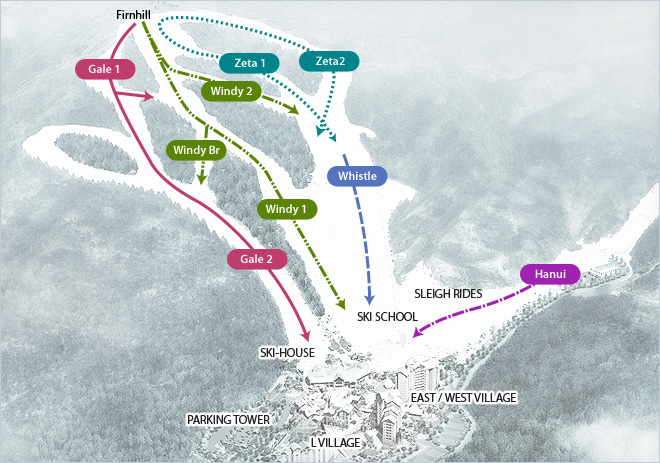 Firnhill
Gale 1
Zeta 1
Zeta2
Windy 2
Windy Br
Whistle
Windy 1
Gale 2
Hanui
SLEIGH RIDES
SKI SCHOOL
SKI-HOUSE
EAST / WEST VILLAGE
PARKING TOWER
L VILLAGE